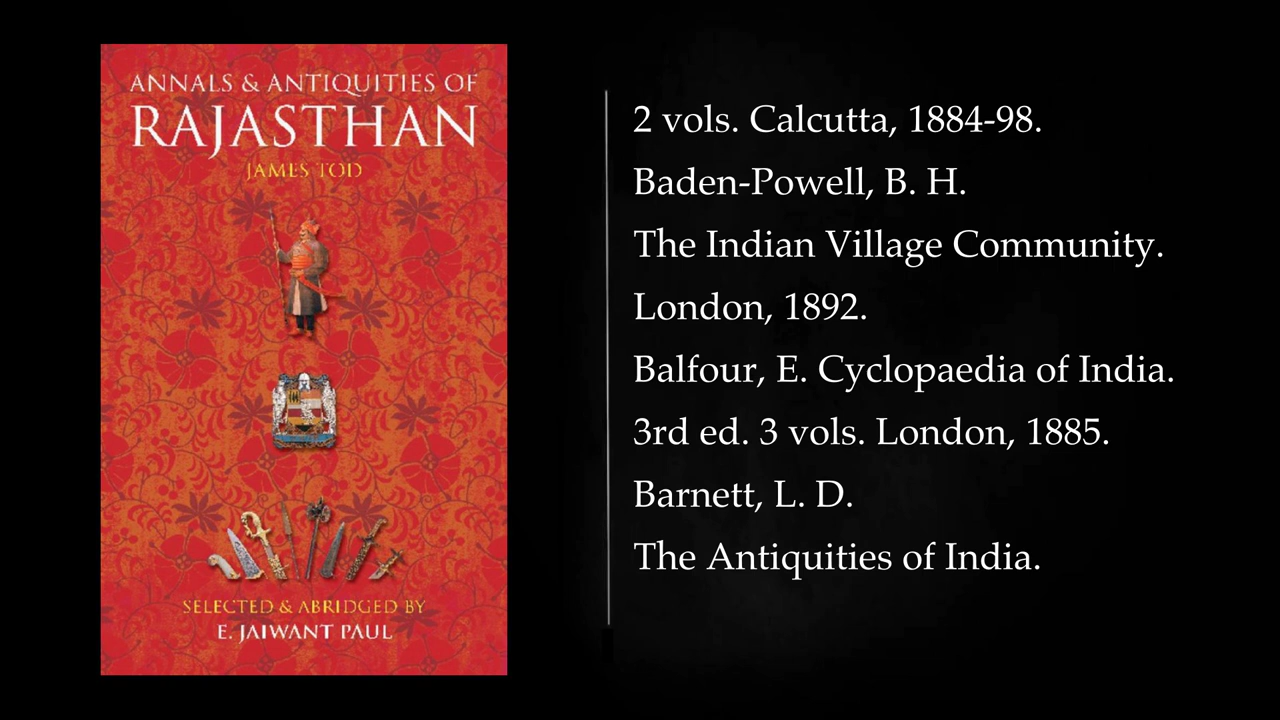 ANNALS & ANTIQUITIES OF
RAJASTHAN
JAMES TOD
SELECTED & ABRIDGED BY
E. JAIWANT PAUL
2 vols. Calcutta, 1884-98.
Baden-Powell, B. H.
The Indian Village Community.
London, 1892.
Balfour, E. Cyclopaedia of India.
3rd ed. 3 vols. London, 1885.
Barnett, L. D.
The Antiquities of India.